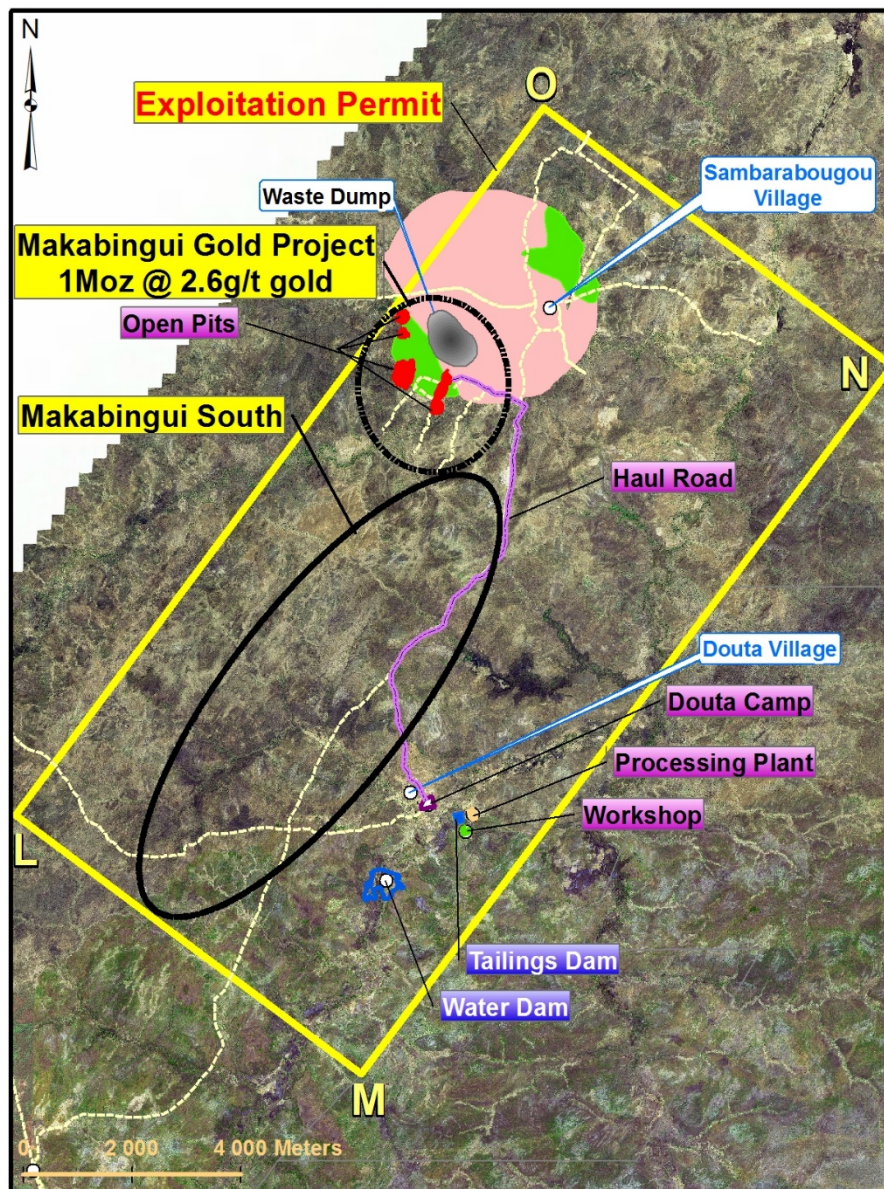 N
O
Exploitation Permit
Waste Dump
Sambarabougou
Village
Makabingui Gold Project
1Moz @ 2.6g/t gold
Open Pits
N
Makabingui South
Haul Road
Douta Village
Douta Camp
Processing Plant
Workshop
L
Tailings Dam
Water Dam
M
0 2 000 4 000 Meters